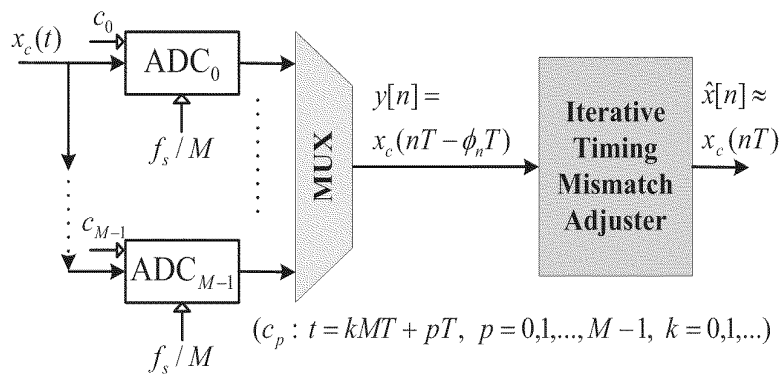 x_c(t)
c_0
ADC_0
f_s / M
c_{M-1}
ADC_{M-1}
f_s / M
MUX
y[n] =
x_c(nT − ϕ_nT)
Iterative
Timing
Mismatch
Adjuster
x̂[n] ≈
x_c(nT)
(c_p : t = kMT + pT, p = 0,1,..., M − 1, k = 0,1,...)